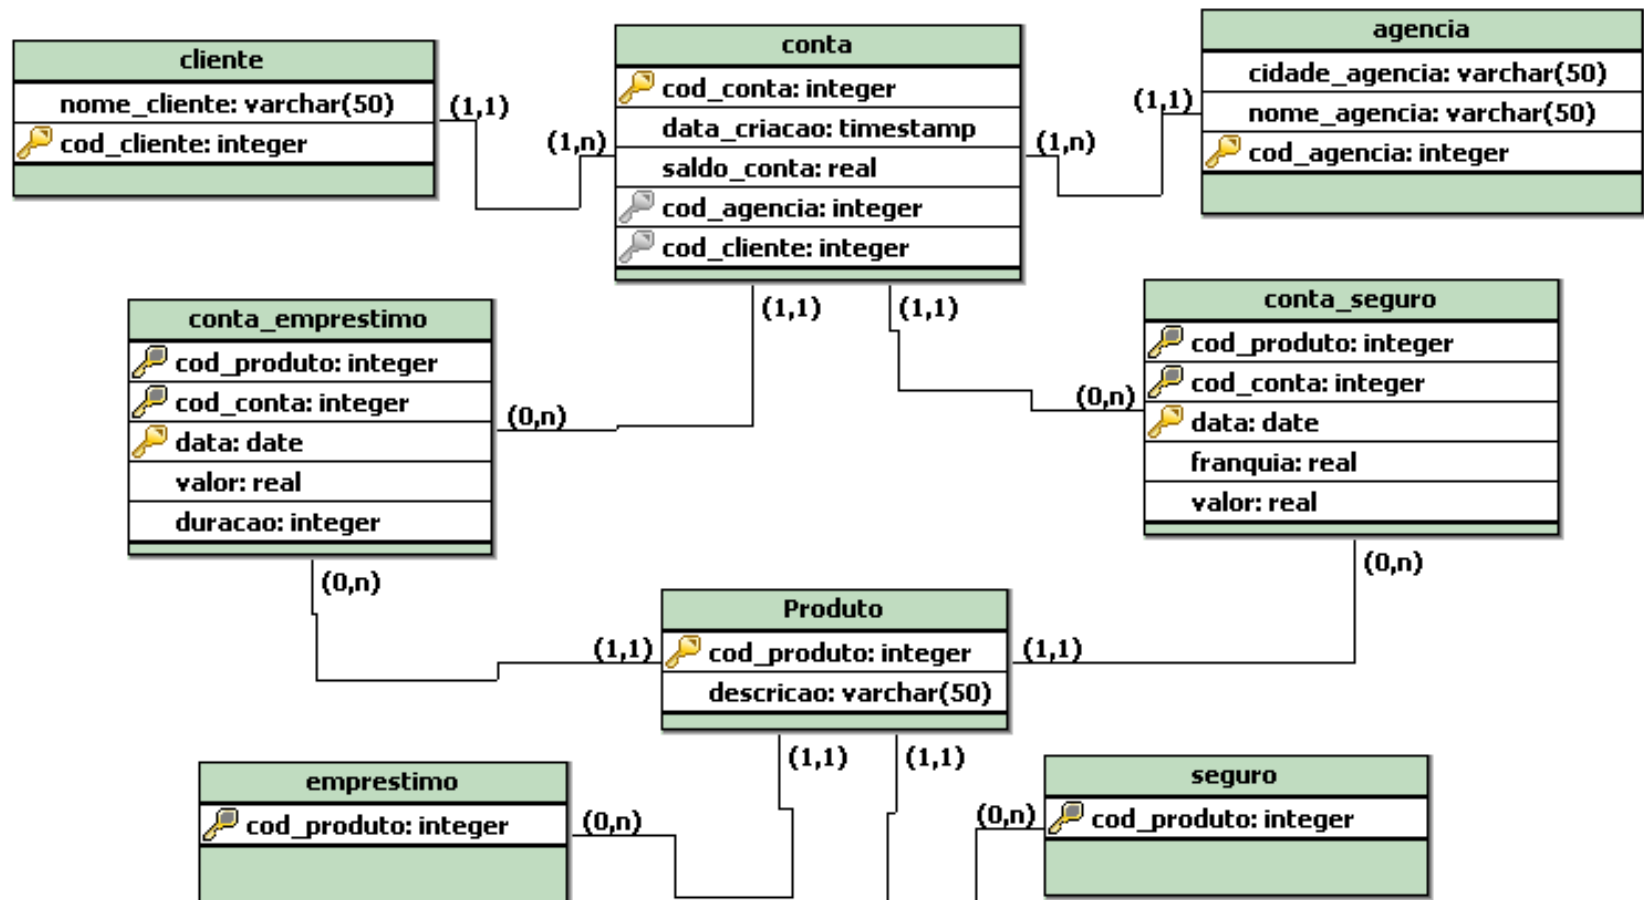 cliente
nome_cliente: varchar(50)
cod_cliente: integer
(1,1)
(1,n)
conta
cod_conta: integer
data_criacao: timestamp
saldo_conta: real
cod_agencia: integer
cod_cliente: integer
(1,n)
(1,1)
agencia
cidade_agencia: varchar(50)
nome_agencia: varchar(50)
cod_agencia: integer
(1,1)
(1,1)
conta_emprestimo
cod_produto: integer
cod_conta: integer
data: date
valor: real
duracao: integer
(0,n)
(0,n)
conta_seguro
cod_produto: integer
cod_conta: integer
data: date
franquia: real
valor: real
(0,n)
(0,n)
Produto
cod_produto: integer
descricao: varchar(50)
(1,1)
(1,1)
(1,1)
(1,1)
emprestimo
cod_produto: integer
(0,n)
(0,n)
seguro
cod_produto: integer